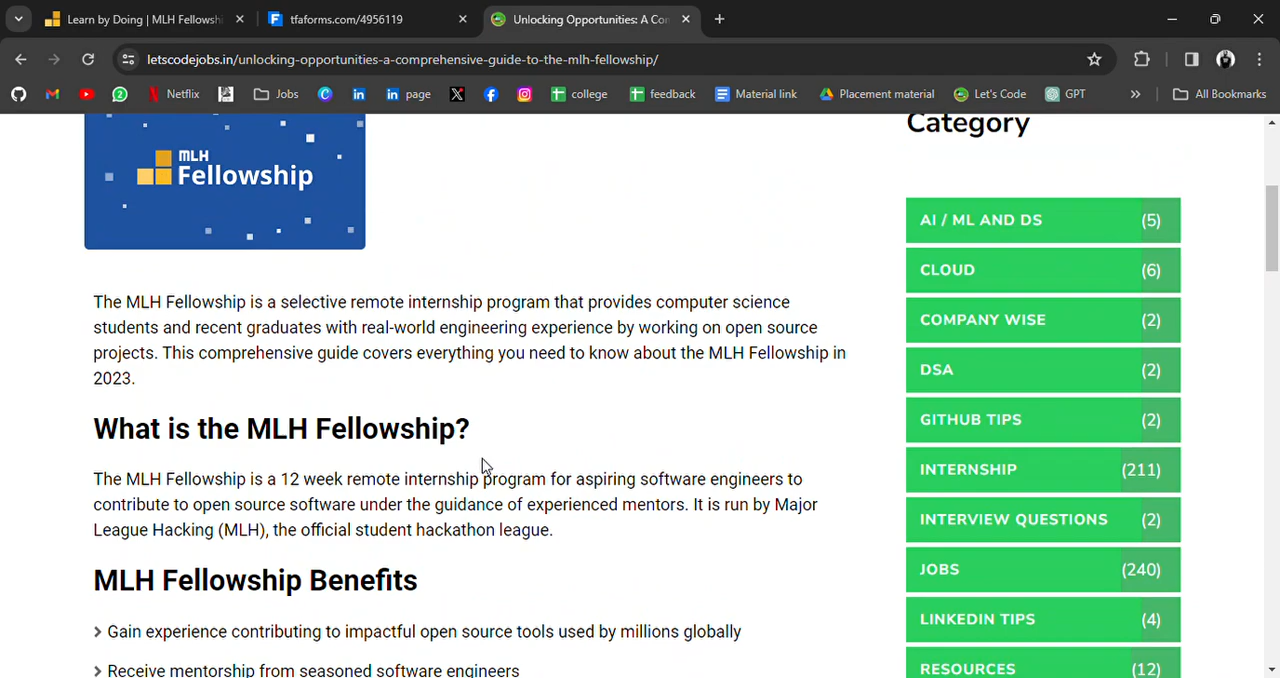 Learn by Doing | MLH Fellowshi
tfaforms.com/4956119
Unlocking Opportunities: A Con
letscodejobs.in/unlocking-opportunities-a-comprehensive-guide-to-the-mlh-fellowship/
Netflix
Jobs
page
college
feedback
Material link
Placement material
Let's Code
GPT
All Bookmarks
MLH
Fellowship
The MLH Fellowship is a selective remote internship program that provides computer science
students and recent graduates with real-world engineering experience by working on open source
projects. This comprehensive guide covers everything you need to know about the MLH Fellowship in
2023.
What is the MLH Fellowship?
The MLH Fellowship is a 12 week remote internship program for aspiring software engineers to
contribute to open source software under the guidance of experienced mentors. It is run by Major
League Hacking (MLH), the official student hackathon league.
MLH Fellowship Benefits
Gain experience contributing to impactful open source tools used by millions globally
Receive mentorship from seasoned software engineers
Category
AI / ML AND DS (5)
CLOUD (6)
COMPANY WISE (2)
DSA (2)
GITHUB TIPS (2)
INTERNSHIP (211)
INTERVIEW QUESTIONS (2)
JOBS (240)
LINKEDIN TIPS (4)
RESOURCES (12)